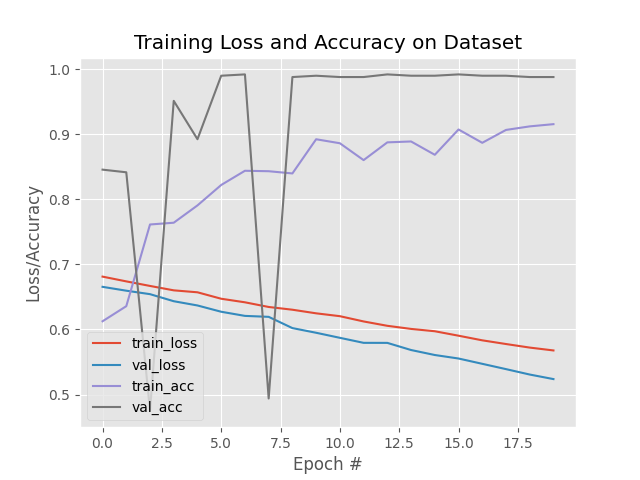 Training Loss and Accuracy on Dataset
Loss/Accuracy
1.0
0.9
0.8
0.7
0.6
0.5
train_loss
val_loss
train_acc
val_acc
0.0 2.5 5.0 7.5 10.0 12.5 15.0 17.5
Epoch #